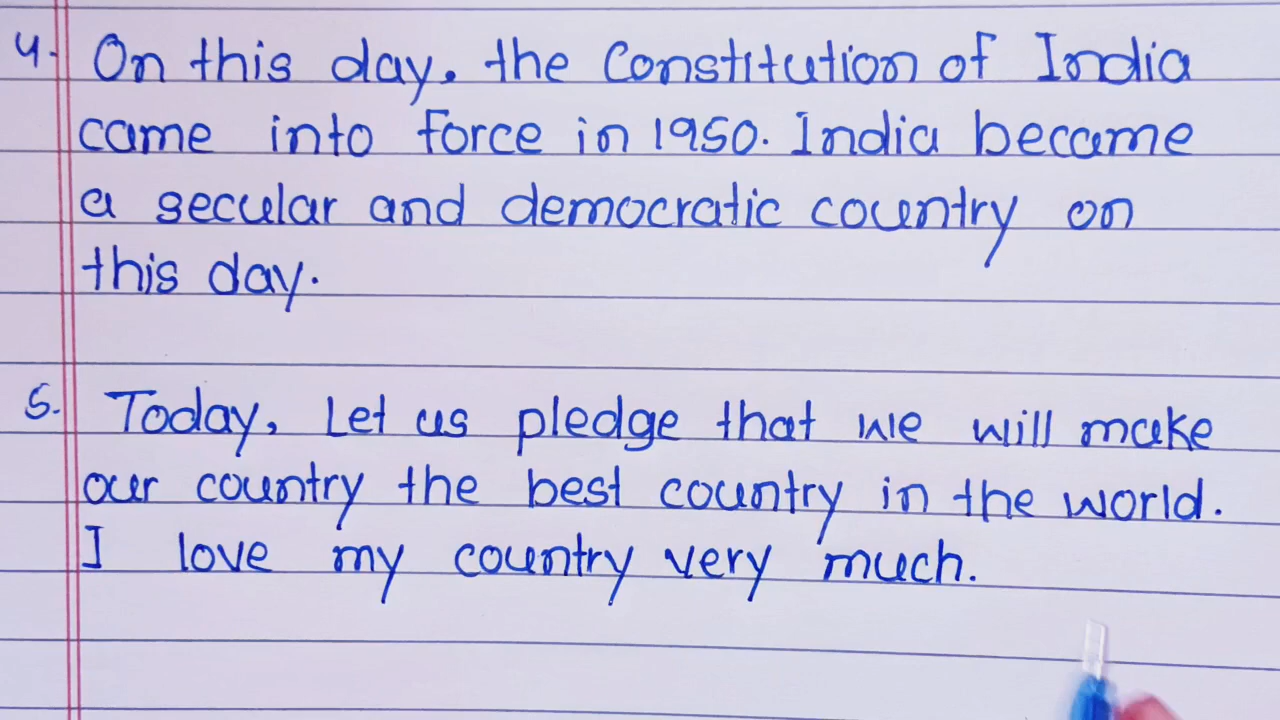 4. On this day, the Constitution of India
came into force in 1950. India became
a secular and democratic country on
this day.
5. Today, Let us pledge that we will make
our country the best country in the world.
I love my country very much.